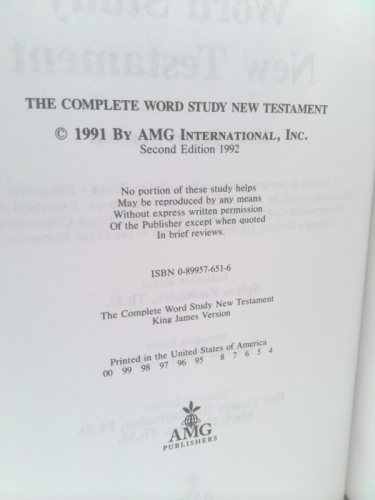 THE COMPLETE WORD STUDY NEW TESTAMENT
© 1991 BY AMG INTERNATIONAL, INC.
Second Edition 1992
No portion of these study helps
May be reproduced by any means
Without express written permission
Of the Publisher except when quoted
In brief reviews.
ISBN 0-89957-651-6
The Complete Word Study New Testament
King James Version
Printed in the United States of America
00 99 98 97 96 95 8 7 6 5 4
AMG
PUBLISHERS